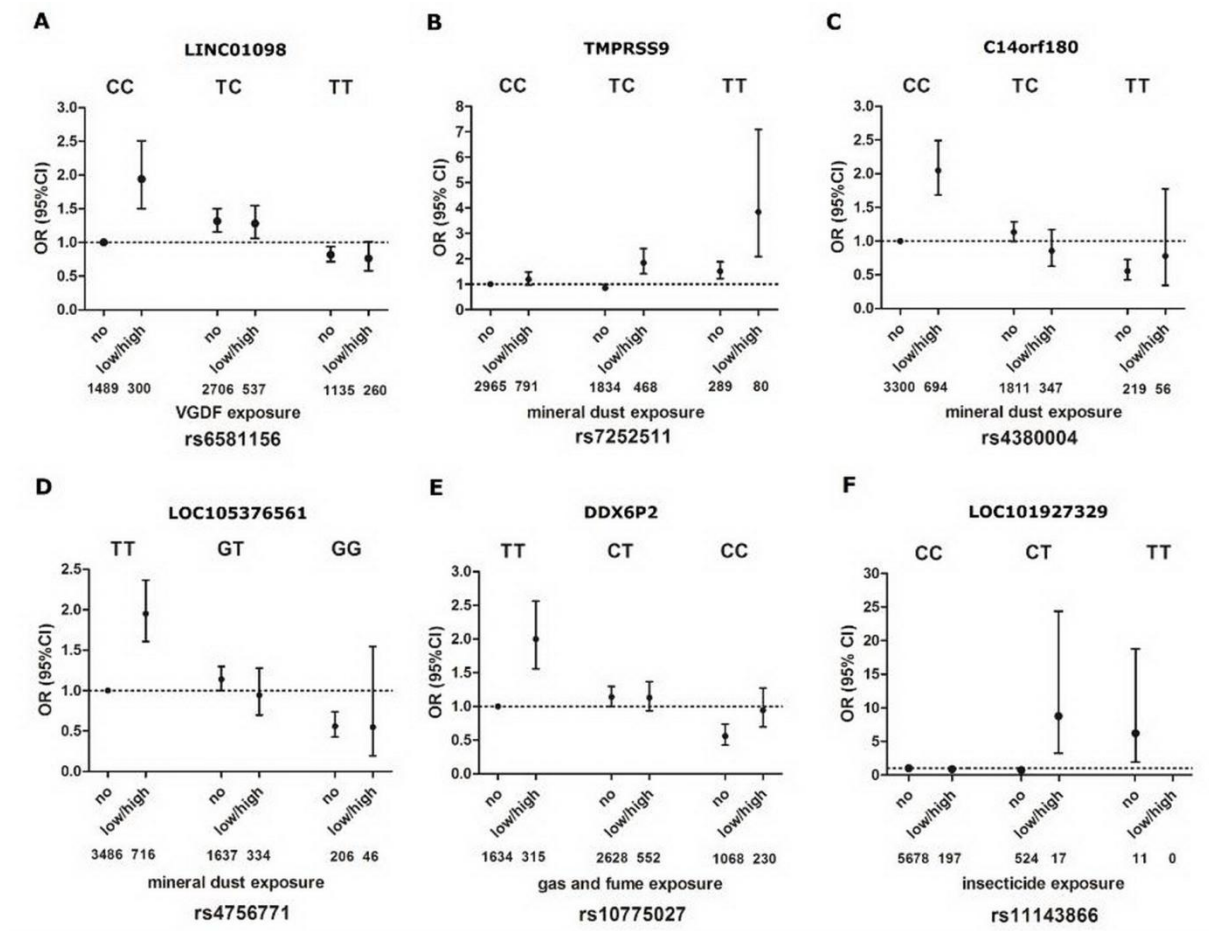 A
LINC01098
CC TC TT
3.0
2.5
2.0
1.5
1.0
0.5
0.0
OR (95%CI)
no low/high no low/high no low/high
1489 300 2706 537 1135 260
VGDF exposure
rs6581156
B
TMPRSS9
CC TC TT
8
7
6
5
4
3
2
1
0
OR (95% CI)
no low/high no low/high no low/high
2965 791 1834 468 289 80
mineral dust exposure
rs7252511
C
C14orf180
CC TC TT
3.0
2.5
2.0
1.5
1.0
0.5
0.0
OR (95%CI)
no low/high no low/high no low/high
3300 694 1811 347 219 56
mineral dust exposure
rs4380004
D
LOC105376561
TT GT GG
2.5
2.0
1.5
1.0
0.5
0.0
OR (95%CI)
no low/high no low/high no low/high
3486 716 1637 334 206 46
mineral dust exposure
rs4756771
E
DDX6P2
TT CT CC
3.0
2.5
2.0
1.5
1.0
0.5
0.0
OR (95%CI)
no low/high no low/high no low/high
1634 315 2628 552 1068 230
gas and fume exposure
rs10775027
F
LOC101927329
CC CT TT
30
25
20
15
10
5
0
OR (95% CI)
no low/high no low/high no low/high
5678 197 524 17 11 0
insecticide exposure
rs11143866